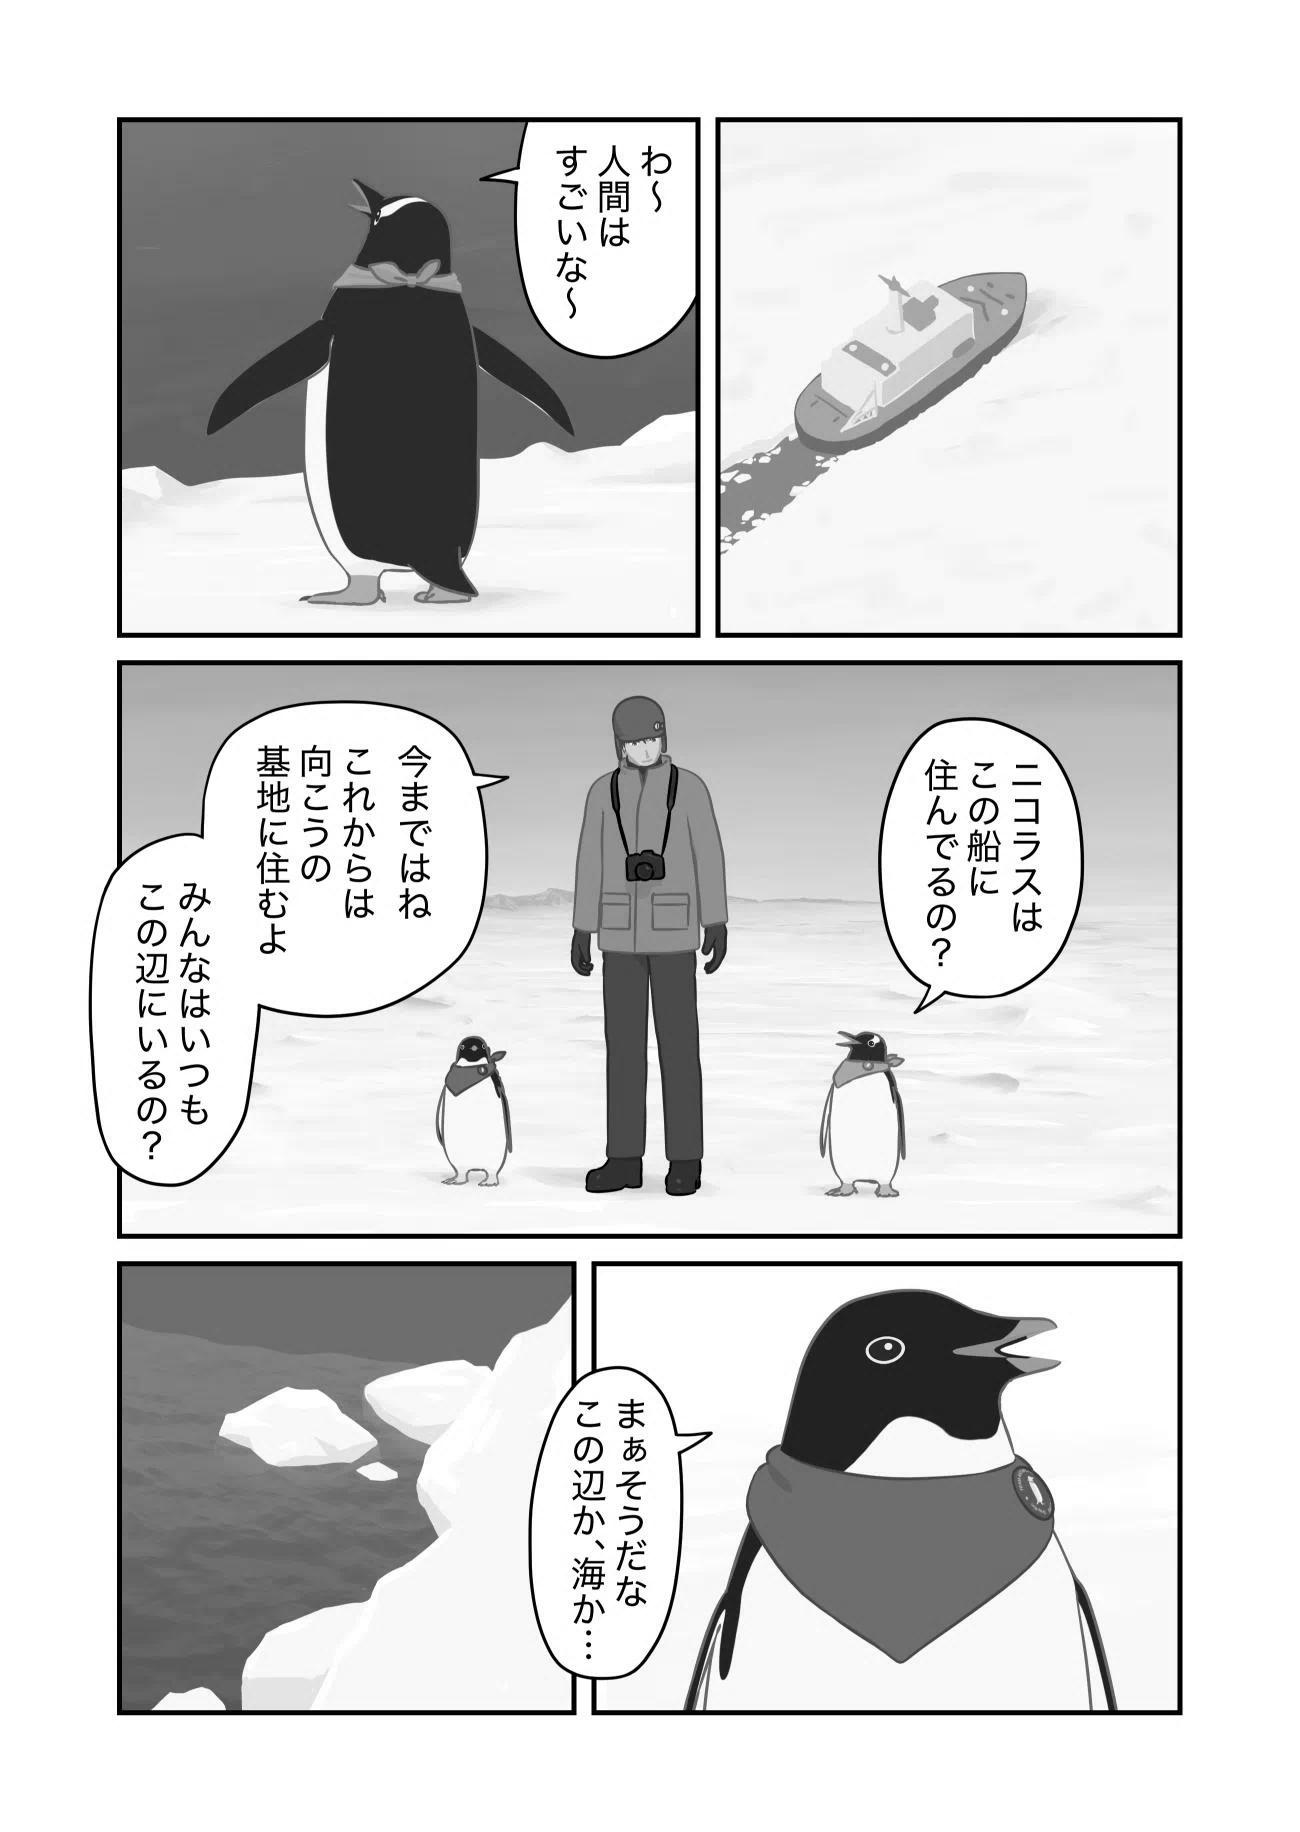 わ〜
人間は
すごいな〜
ニコラスは
この船に
住んでるの?
今まではね
これからは
向こうの
基地に住むよ
みんなはいつも
この辺にいるの?
まぁそうだな
この辺か、海か…